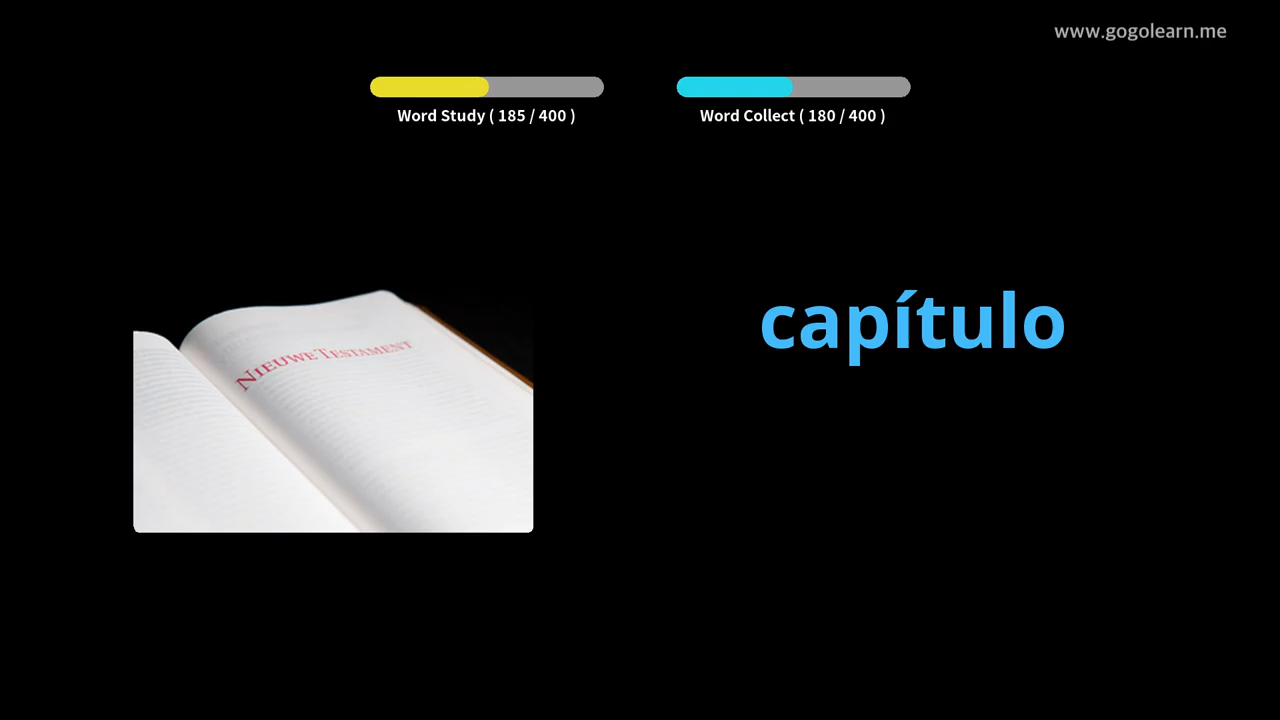 www.gogolearn.me
Word Study ( 185 / 400 )
Word Collect ( 180 / 400 )
capítulo
NIEUWE TESTAMENT